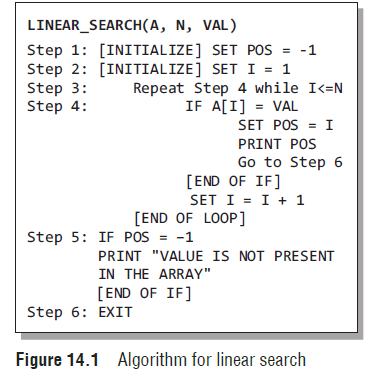 LINEAR_SEARCH(A, N, VAL)
Step 1: [INITIALIZE] SET POS = -1
Step 2: [INITIALIZE] SET I = 1
Step 3: Repeat Step 4 while I<=N
Step 4: IF A[I] = VAL
SET POS = I
PRINT POS
Go to Step 6
[END OF IF]
SET I = I + 1
[END OF LOOP]
Step 5: IF POS = -1
PRINT "VALUE IS NOT PRESENT
IN THE ARRAY"
[END OF IF]
Step 6: EXIT
Figure 14.1 Algorithm for linear search